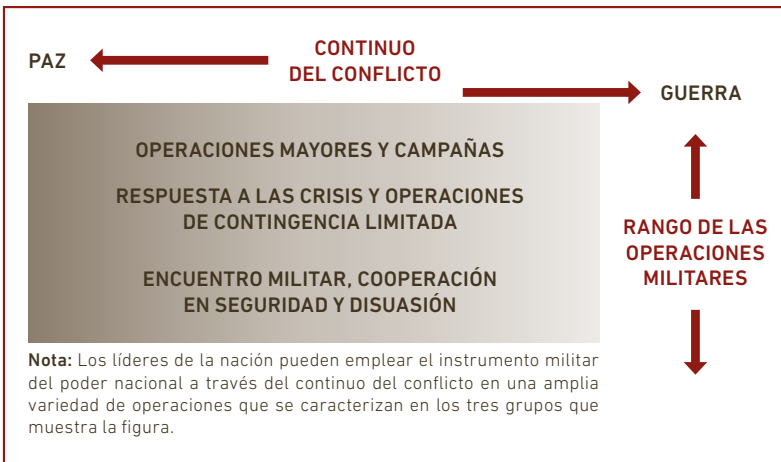 PAZ
CONTINUO
DEL CONFLICTO
GUERRA
OPERACIONES MAYORES Y CAMPAÑAS
RESPUESTA A LAS CRISIS Y OPERACIONES
DE CONTINGENCIA LIMITADA
ENCUENTRO MILITAR, COOPERACIÓN
EN SEGURIDAD Y DISUASIÓN
RANGO DE LAS
OPERACIONES
MILITARES
Nota: Los líderes de la nación pueden emplear el instrumento militar
del poder nacional a través del continuo del conflicto en una amplia
variedad de operaciones que se caracterizan en los tres grupos que
muestra la figura.